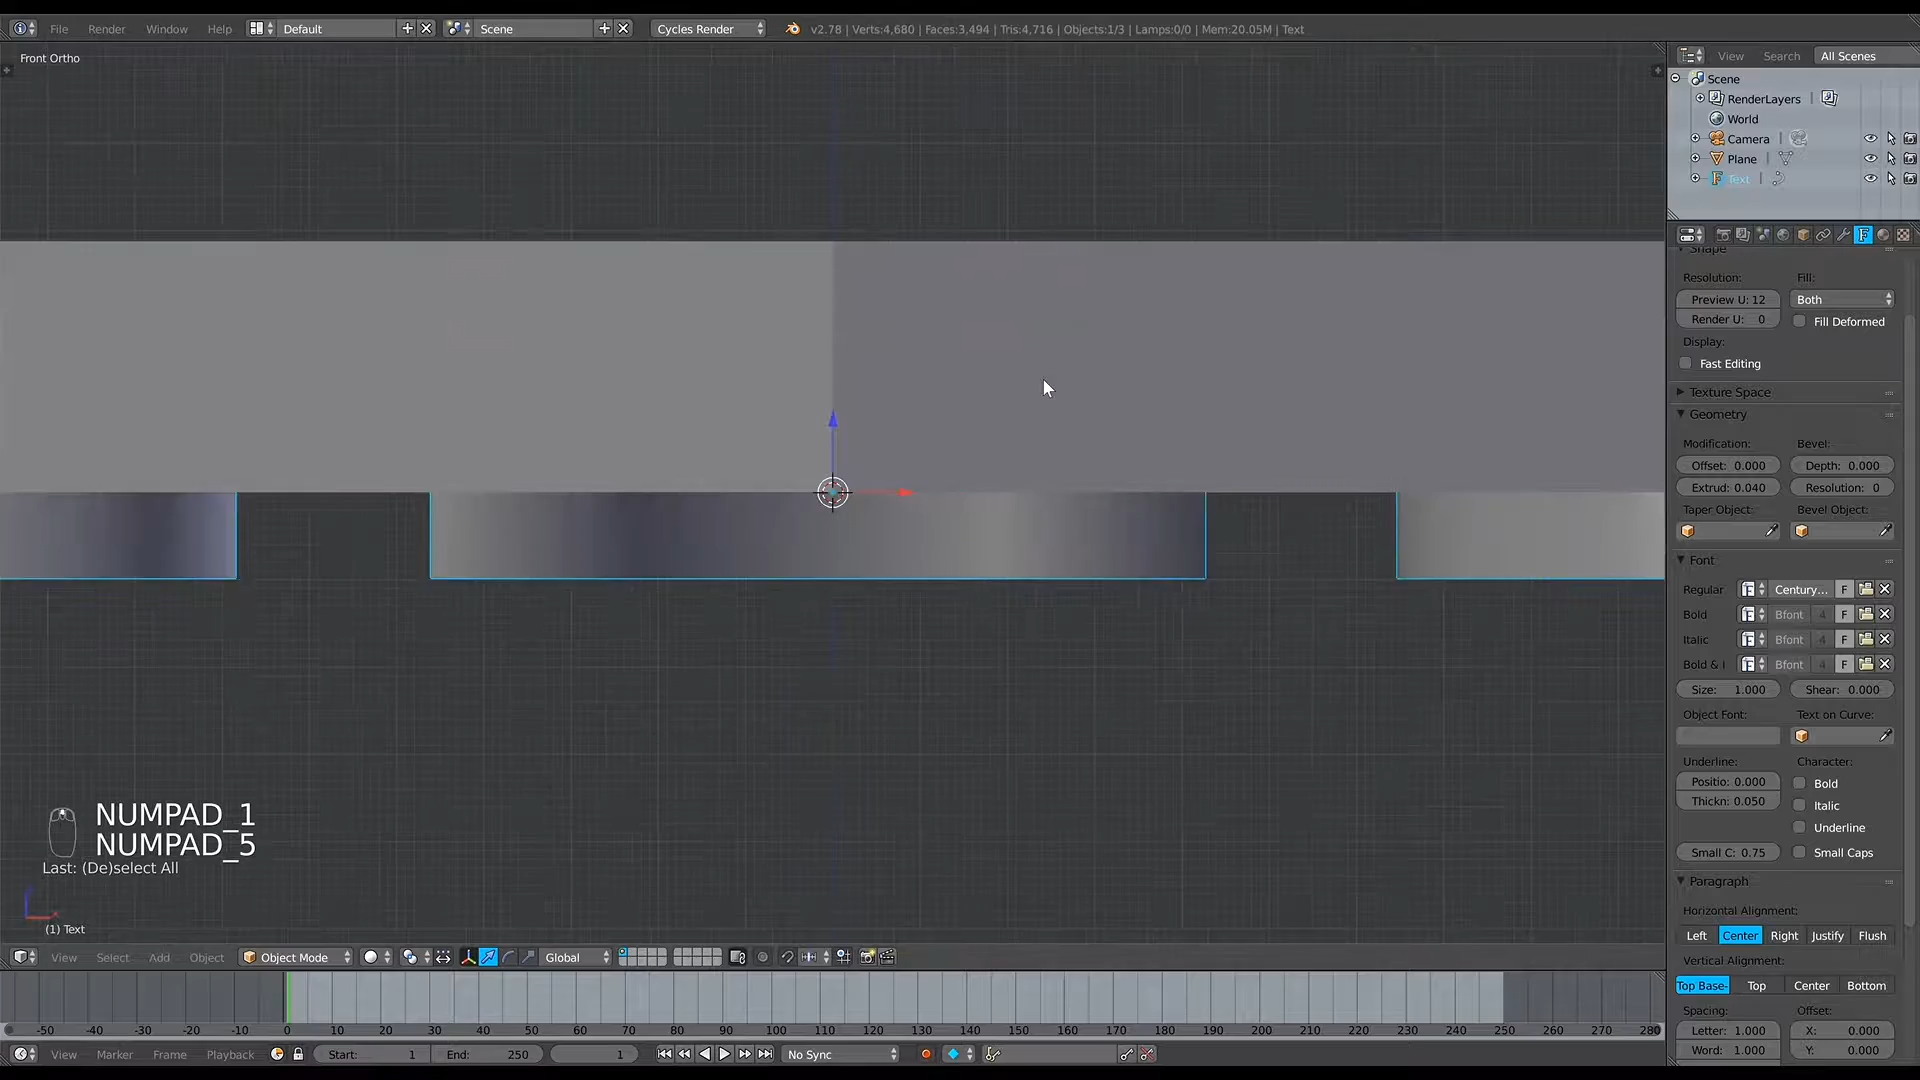 File Render Window Help Default Scene Cycles Render v2.78 | Verts:4,680 | Faces:3,494 | Tris:4,716 | Objects:1/3 | Lamps:0/0 | Mem:20.05M | Text
Front Ortho
View Search All Scenes
Scene
RenderLayers
World
Camera
Plane
Text
Shape
Resolution: Fill:
Preview U: 12 Both
Render U: 0 Fill Deformed
Display:
Fast Editing
Texture Space
Geometry
Modification: Bevel:
Offset: 0.000 Depth: 0.000
Extrud: 0.040 Resolution: 0
Taper Object: Bevel Object:
Font
Regular Century... F
Bold Bfont 4 F
Italic Bfont 4 F
Bold & I Bfont 4 F
Size: 1.000 Shear: 0.000
Object Font: Text on Curve:
Underline: Character:
Positio: 0.000 Bold
Thickn: 0.050 Italic
Underline
Small C: 0.75 Small Caps
Paragraph
Horizontal Alignment:
Left Center Right Justify Flush
Vertical Alignment:
Top Base- Top Center Bottom
Spacing: Offset:
Letter: 1.000 X: 0.000
Word: 1.000 Y: 0.000
NUMPAD_1
NUMPAD_5
Last: (De)select All
(1) Text
View Select Add Object Object Mode Global
-50 -40 -30 -20 -10 0 10 20 30 40 50 60 70 80 90 100 110 120 130 140 150 160 170 180 190 200 210 220 230 240 250 260 270 280
View Marker Frame Playback Start: 1 End: 250 1 No Sync